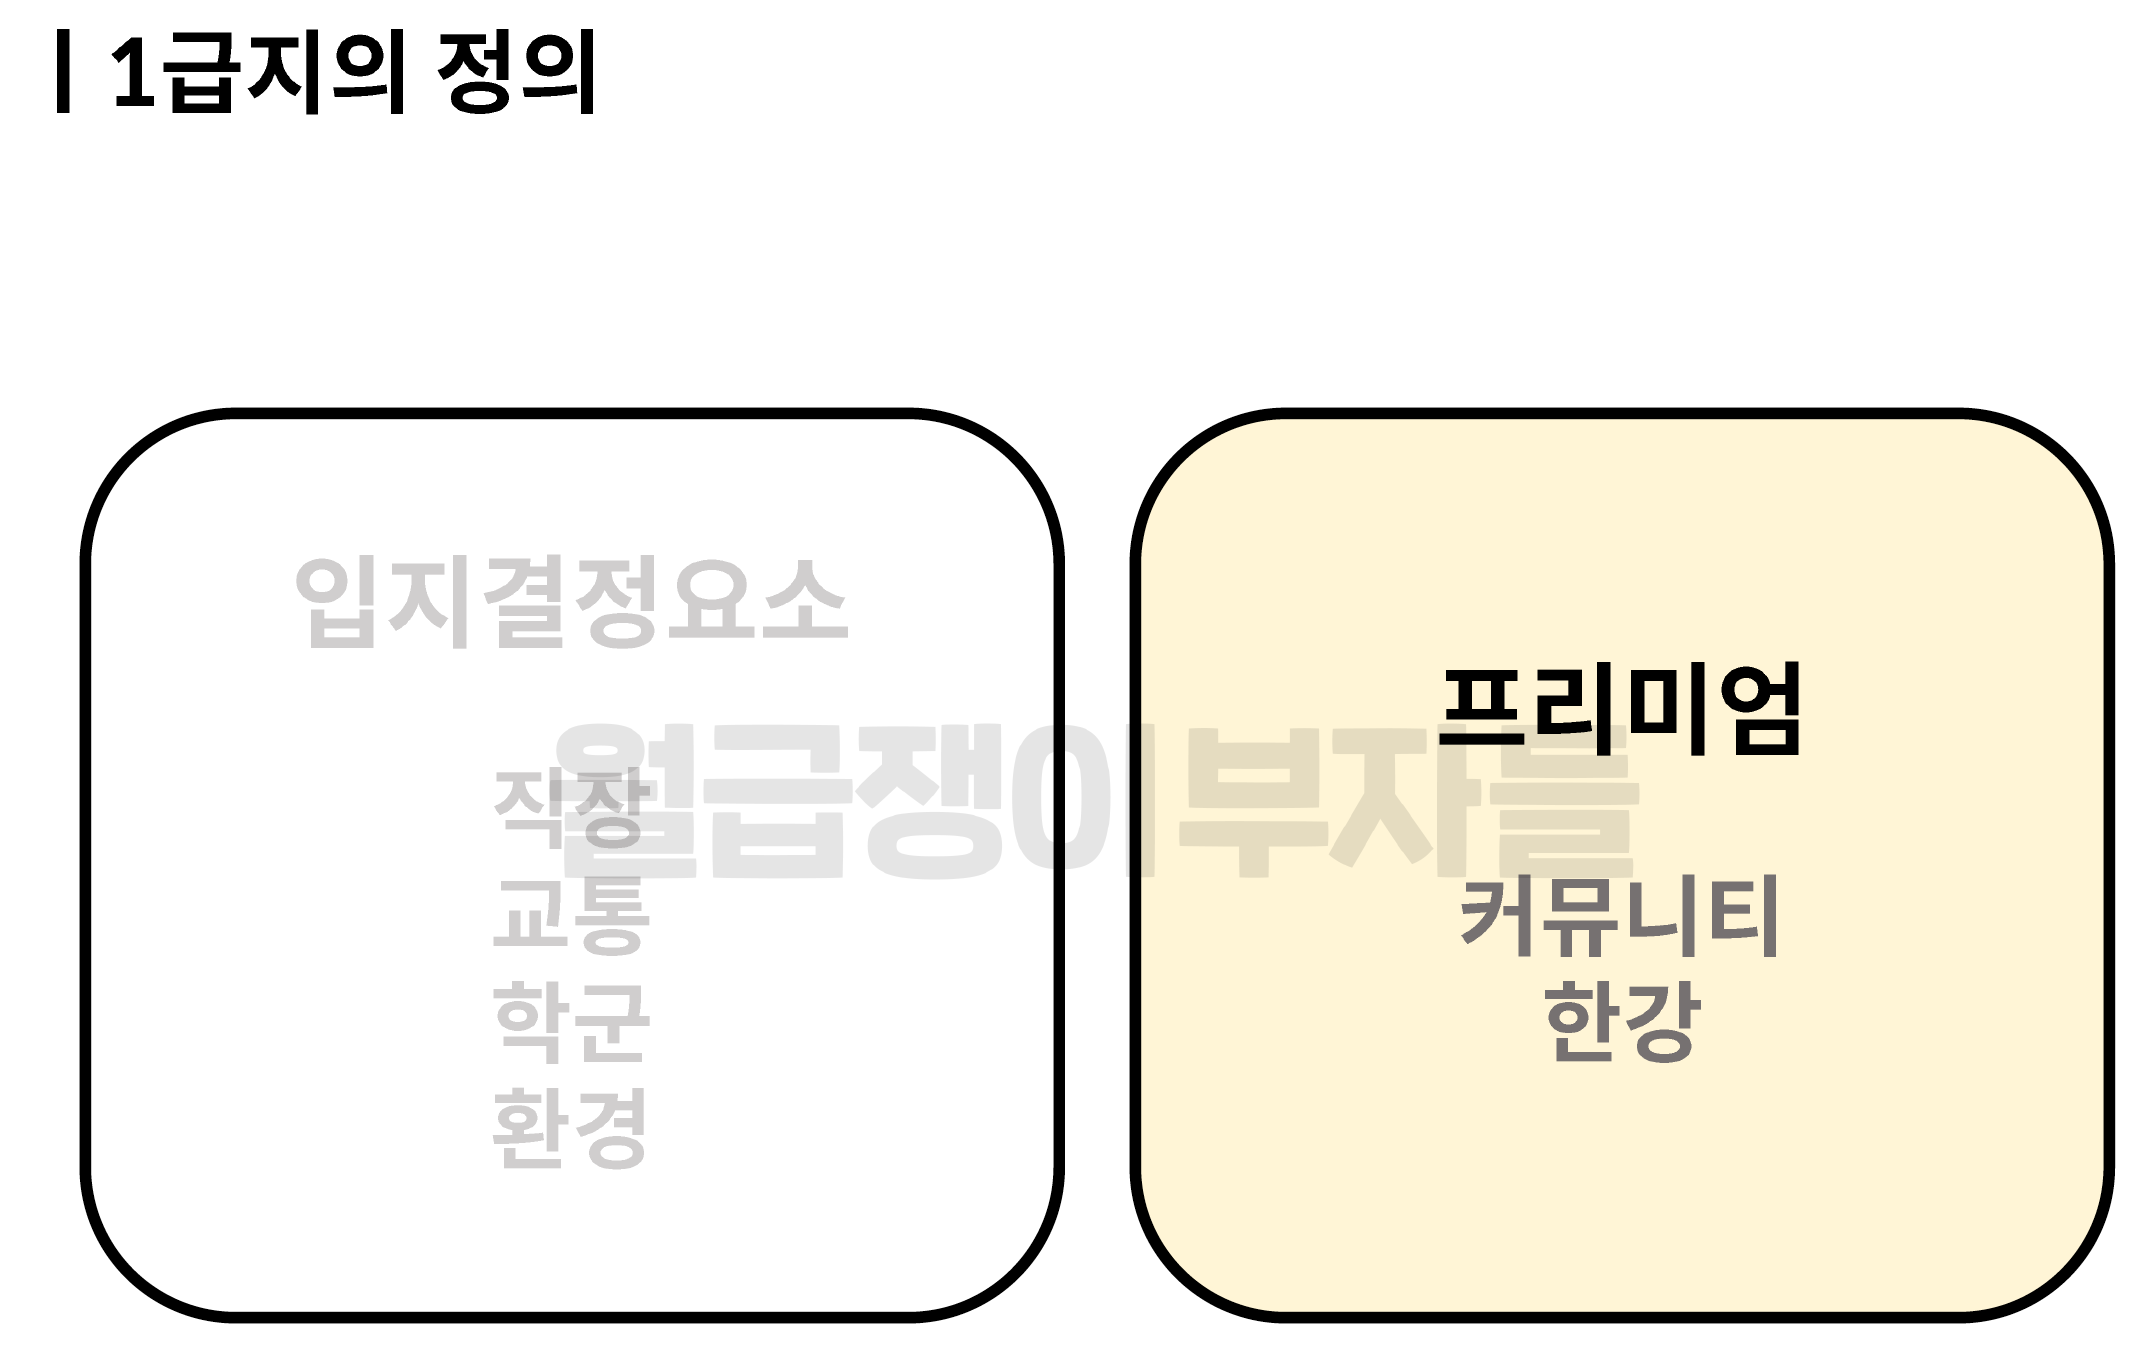 | 1급지의 정의
입지결정요소
직장
교통
학군
환경
프리미엄
커뮤니티
한강
월급쟁이부자들